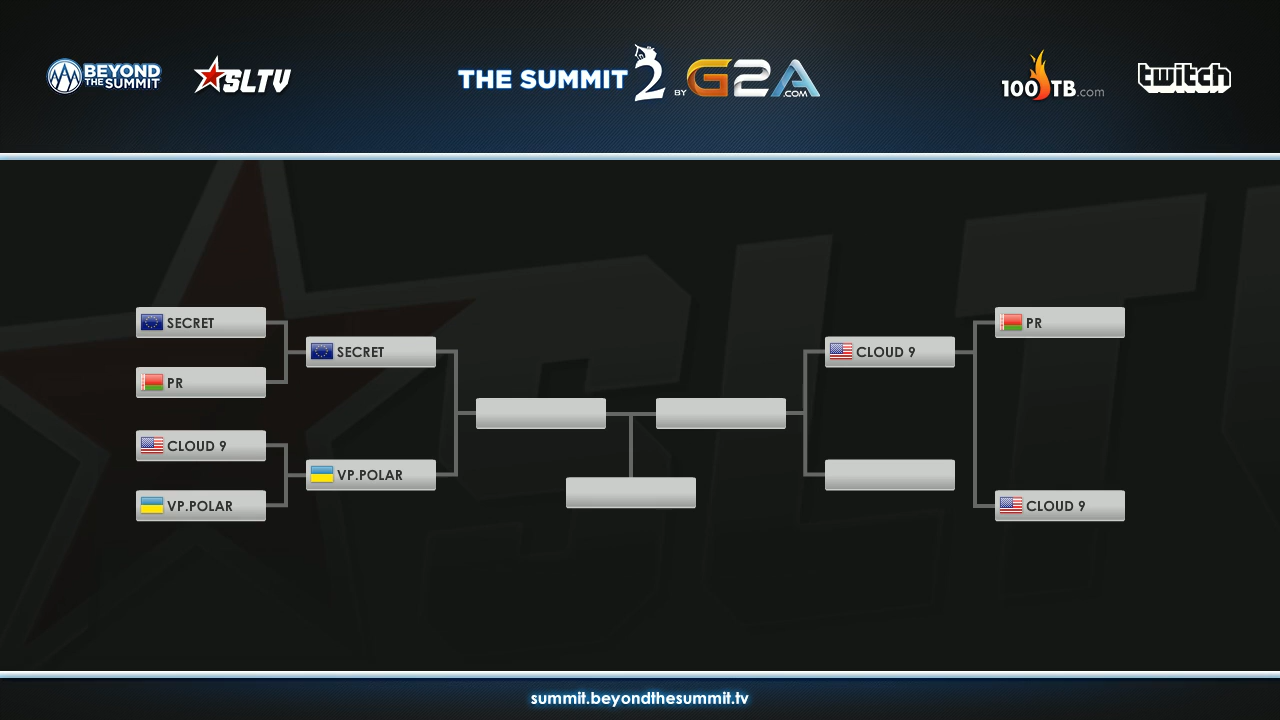 BEYOND THE SUMMIT
SLTV
THE SUMMIT 2 BY G2A.COM
100TB.com
twitch
SECRET
PR
CLOUD 9
VP.POLAR
SECRET
VP.POLAR
CLOUD 9
PR
CLOUD 9
summit.beyondthesummit.tv